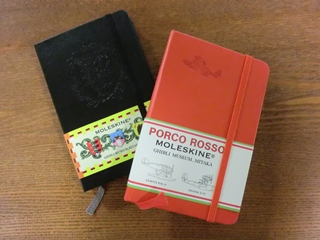 MOLESKINE®
PORCO ROSSO
MOLESKINE®
GHIBLI MUSEUM, MITAKA